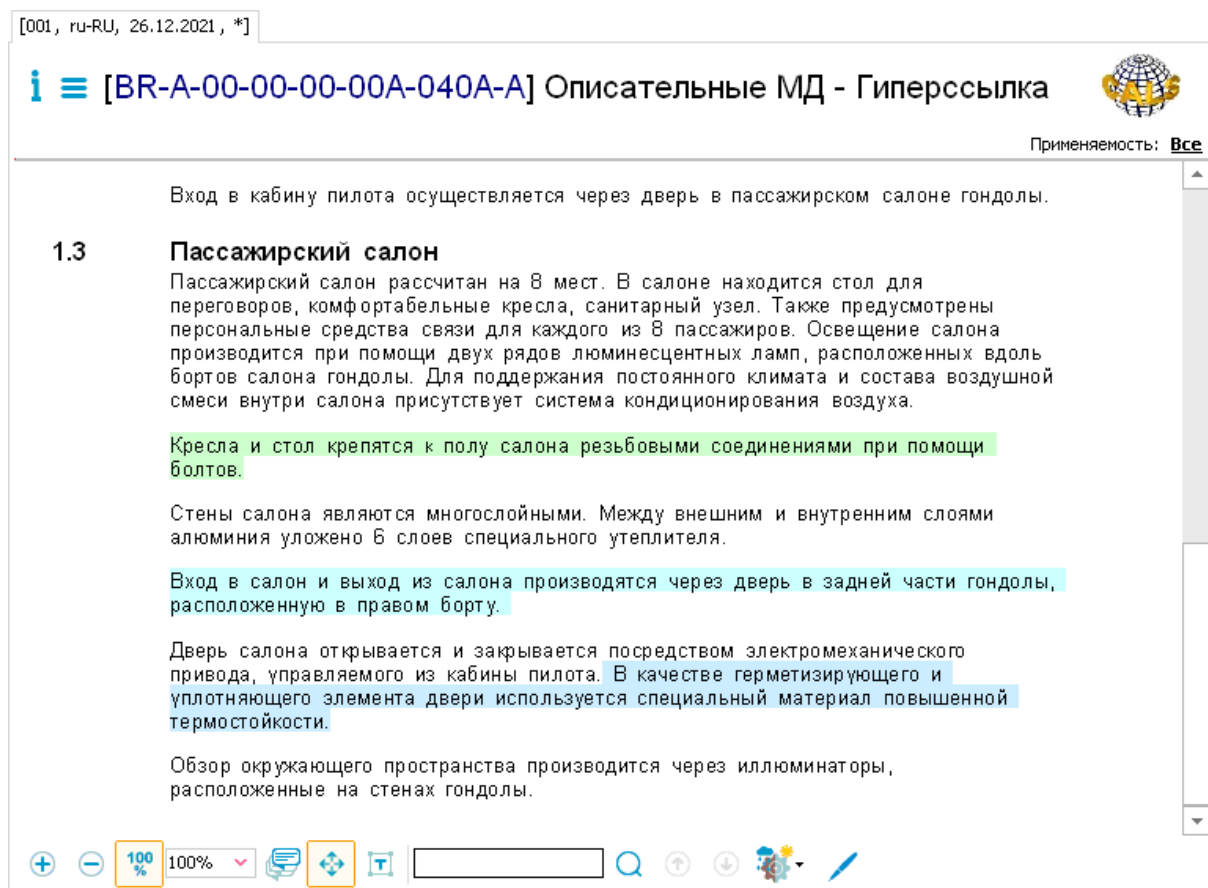 [001, ru-RU, 26.12.2021, *]
i ≡ [BR-A-00-00-00-00A-040A-A] Описательные МД - Гиперссылка
CALS
Применяемость: Все
Вход в кабину пилота осуществляется через дверь в пассажирском салоне гондолы.
1.3 Пассажирский салон
Пассажирский салон рассчитан на 8 мест. В салоне находится стол для
переговоров, комфортабельные кресла, санитарный узел. Также предусмотрены
персональные средства связи для каждого из 8 пассажиров. Освещение салона
производится при помощи двух рядов люминесцентных ламп, расположенных вдоль
бортов салона гондолы. Для поддержания постоянного климата и состава воздушной
смеси внутри салона присутствует система кондиционирования воздуха.
Кресла и стол крепятся к полу салона резьбовыми соединениями при помощи
болтов.
Стены салона являются многослойными. Между внешним и внутренним слоями
алюминия уложено 6 слоев специального утеплителя.
Вход в салон и выход из салона производятся через дверь в задней части гондолы,
расположенную в правом борту.
Дверь салона открывается и закрывается посредством электромеханического
привода, управляемого из кабины пилота. В качестве герметизирующего и
уплотняющего элемента двери используется специальный материал повышенной
термостойкости.
Обзор окружающего пространства производится через иллюминаторы,
расположенные на стенах гондолы.
100 % 100% T